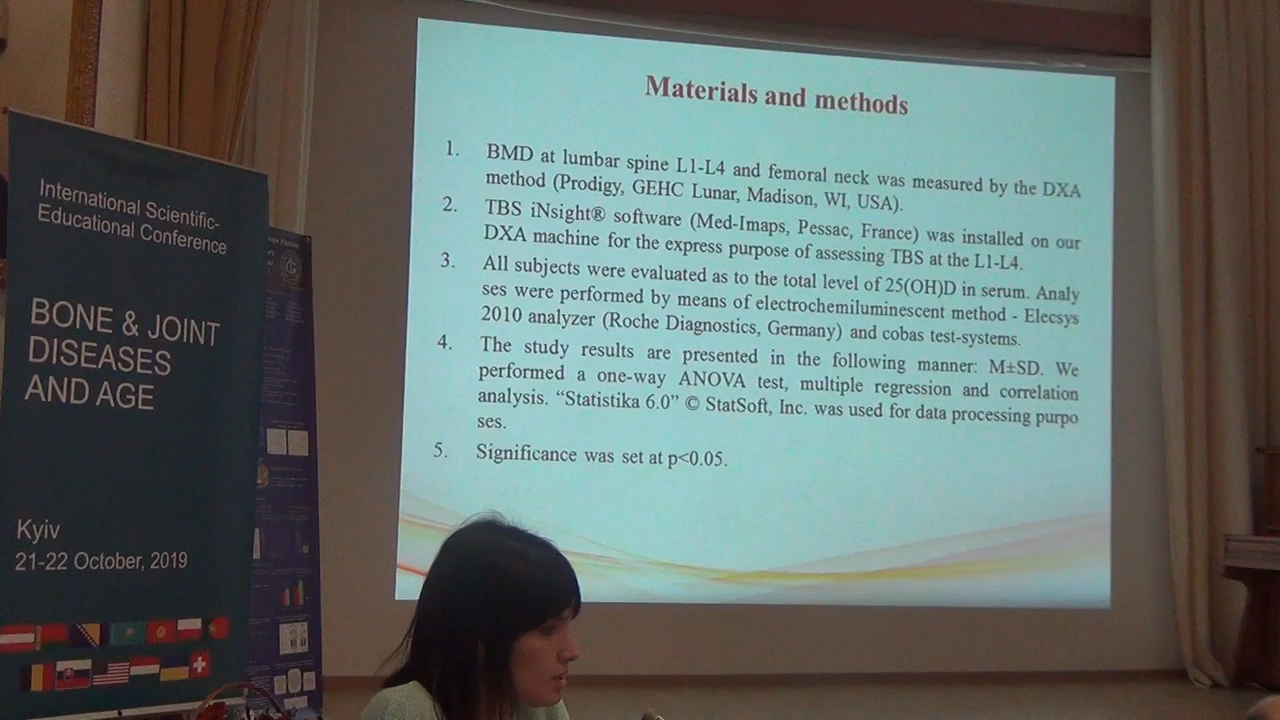 International Scientific-
Educational Conference
BONE & JOINT
DISEASES
AND AGE
Kyiv
21-22 October, 2019
Materials and methods
1. BMD at lumbar spine L1-L4 and femoral neck was measured by the DXA
method (Prodigy, GEHC Lunar, Madison, WI, USA).
2. TBS iNsight® software (Med-Imaps, Pessac, France) was installed on our
DXA machine for the express purpose of assessing TBS at the L1-L4.
3. All subjects were evaluated as to the total level of 25(OH)D in serum. Analy
ses were performed by means of electrochemiluminescent method - Elecsys
2010 analyzer (Roche Diagnostics, Germany) and cobas test-systems.
4. The study results are presented in the following manner: M±SD. We
performed a one-way ANOVA test, multiple regression and correlation
analysis. “Statistika 6.0” © StatSoft, Inc. was used for data processing purpo
ses.
5. Significance was set at p<0.05.